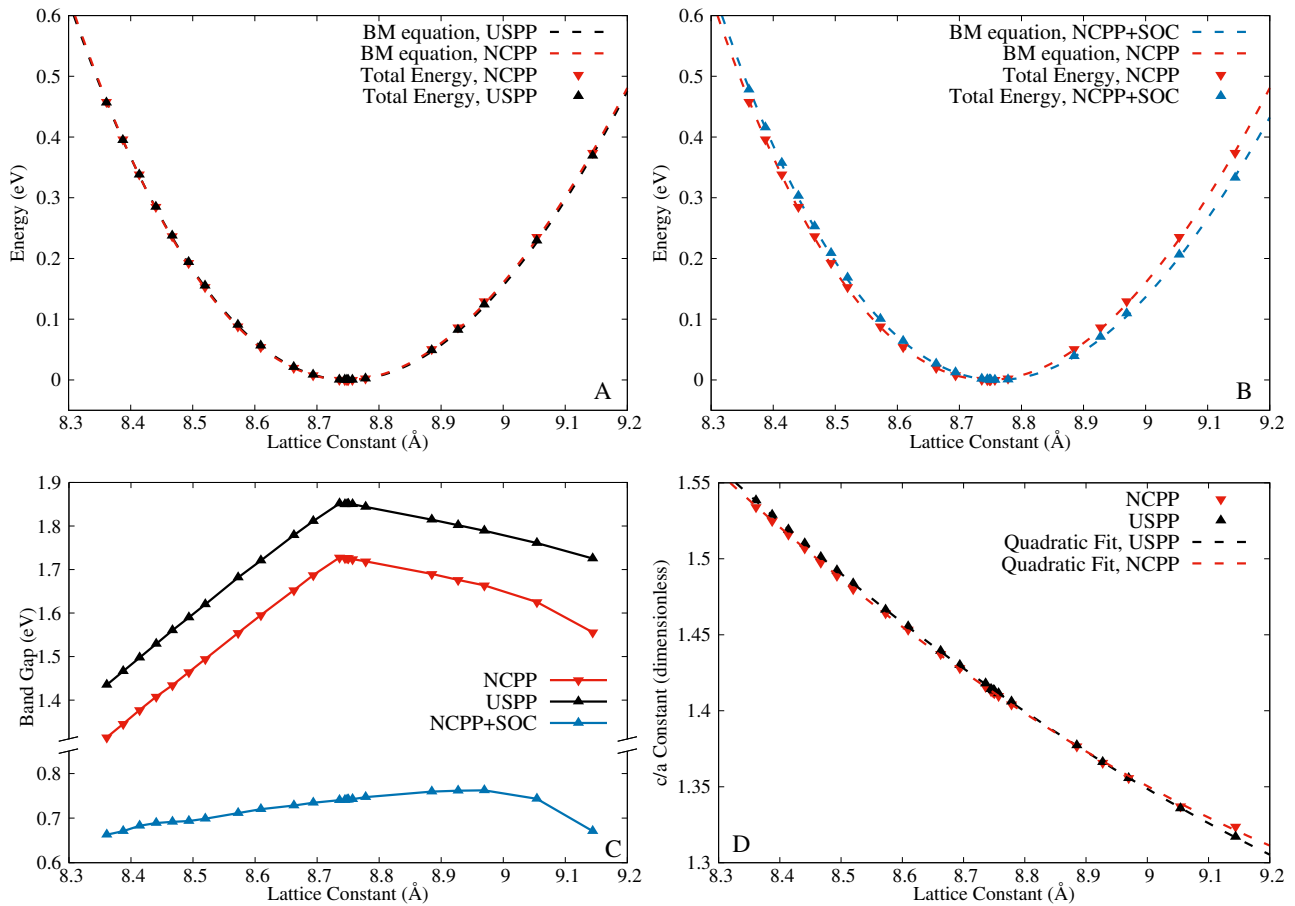 BM equation, USPP
BM equation, NCPP
Total Energy, NCPP
Total Energy, USPP
0.6
0.5
0.4
0.3
0.2
0.1
0
Energy (eV)
A
8.3 8.4 8.5 8.6 8.7 8.8 8.9 9 9.1 9.2
Lattice Constant (Å)
BM equation, NCPP+SOC
BM equation, NCPP
Total Energy, NCPP
Total Energy, NCPP+SOC
0.6
0.5
0.4
0.3
0.2
0.1
0
Energy (eV)
B
8.3 8.4 8.5 8.6 8.7 8.8 8.9 9 9.1 9.2
Lattice Constant (Å)
1.9
1.8
1.7
1.6
1.5
1.4
0.8
0.7
0.6
Band Gap (eV)
NCPP
USPP
NCPP+SOC
C
8.3 8.4 8.5 8.6 8.7 8.8 8.9 9 9.1 9.2
Lattice Constant (Å)
1.55
1.5
1.45
1.4
1.35
1.3
c/a Constant (dimensionless)
NCPP
USPP
Quadratic Fit, USPP
Quadratic Fit, NCPP
D
8.3 8.4 8.5 8.6 8.7 8.8 8.9 9 9.1 9.2
Lattice Constant (Å)